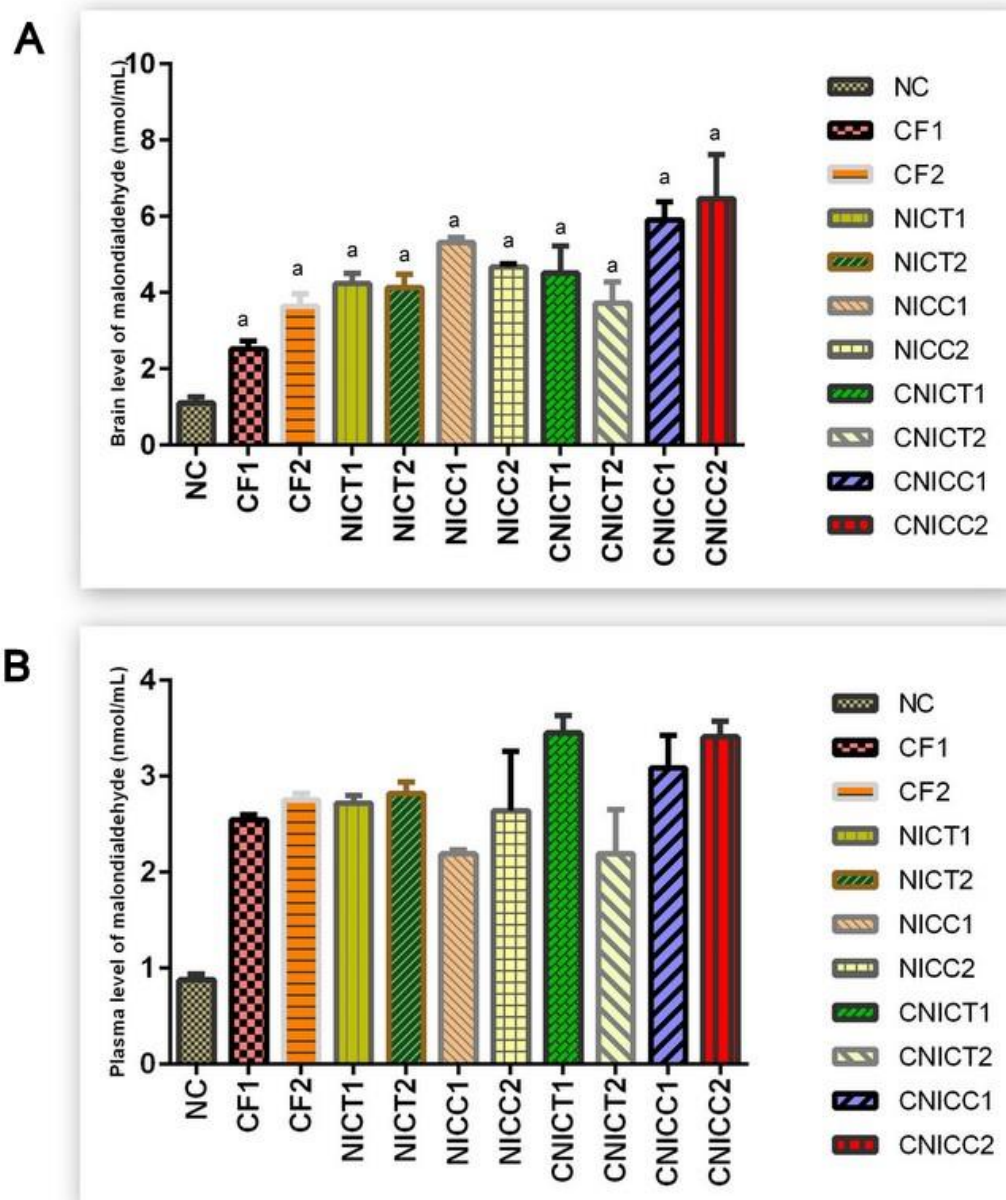 A
Brain level of malondialdehyde (nmol/mL)
10
8
6
4
2
0
a
a
a
a
a
a
a
a
a
a
NC
CF1
CF2
NICT1
NICT2
NICC1
NICC2
CNICT1
CNICT2
CNICC1
CNICC2
NC
CF1
CF2
NICT1
NICT2
NICC1
NICC2
CNICT1
CNICT2
CNICC1
CNICC2
B
Plasma level of malondialdehyde (nmol/mL)
4
3
2
1
0
NC
CF1
CF2
NICT1
NICT2
NICC1
NICC2
CNICT1
CNICT2
CNICC1
CNICC2
NC
CF1
CF2
NICT1
NICT2
NICC1
NICC2
CNICT1
CNICT2
CNICC1
CNICC2